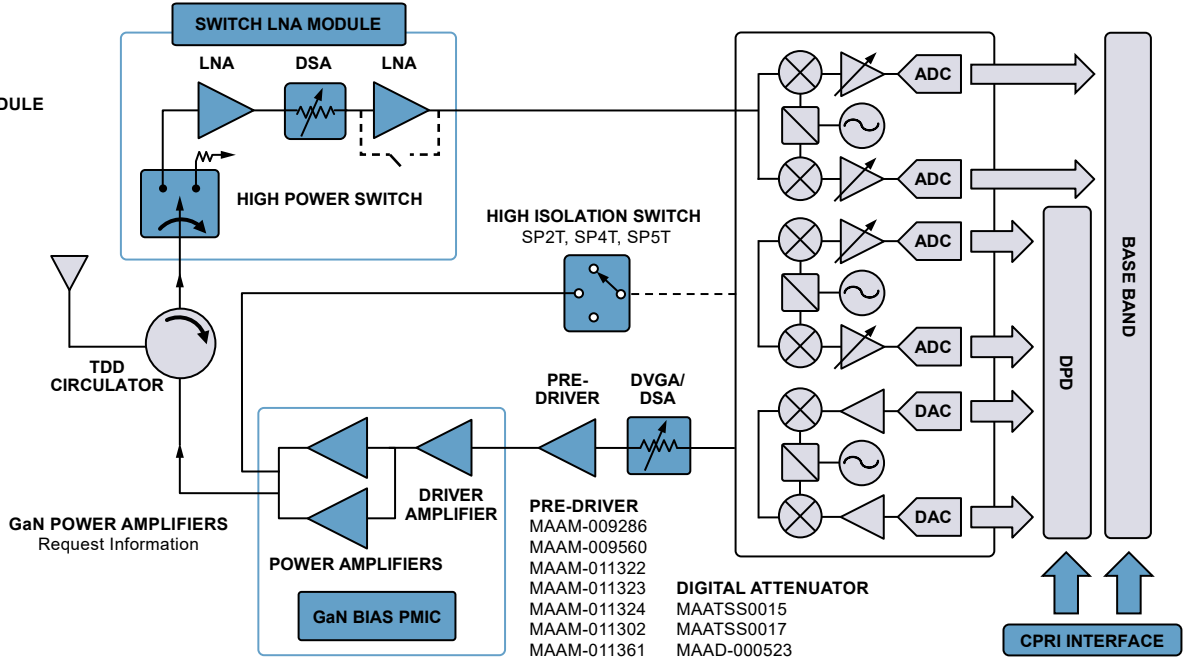 SWITCH LNA MODULE
LNA
DSA
LNA
HIGH POWER SWITCH
HIGH ISOLATION SWITCH
SP2T, SP4T, SP5T
TDD
CIRCULATOR
ADC
ADC
ADC
ADC
DAC
DAC
BASE BAND
DPD
PRE-
DRIVER
DVGA/
DSA
DRIVER
AMPLIFIER
POWER AMPLIFIERS
GaN BIAS PMIC
GaN POWER AMPLIFIERS
Request Information
PRE-DRIVER
MAAM-009286
MAAM-009560
MAAM-011322
MAAM-011323
MAAM-011324
MAAM-011302
MAAM-011361
DIGITAL ATTENUATOR
MAATSS0015
MAATSS0017
MAAD-000523
CPRI INTERFACE